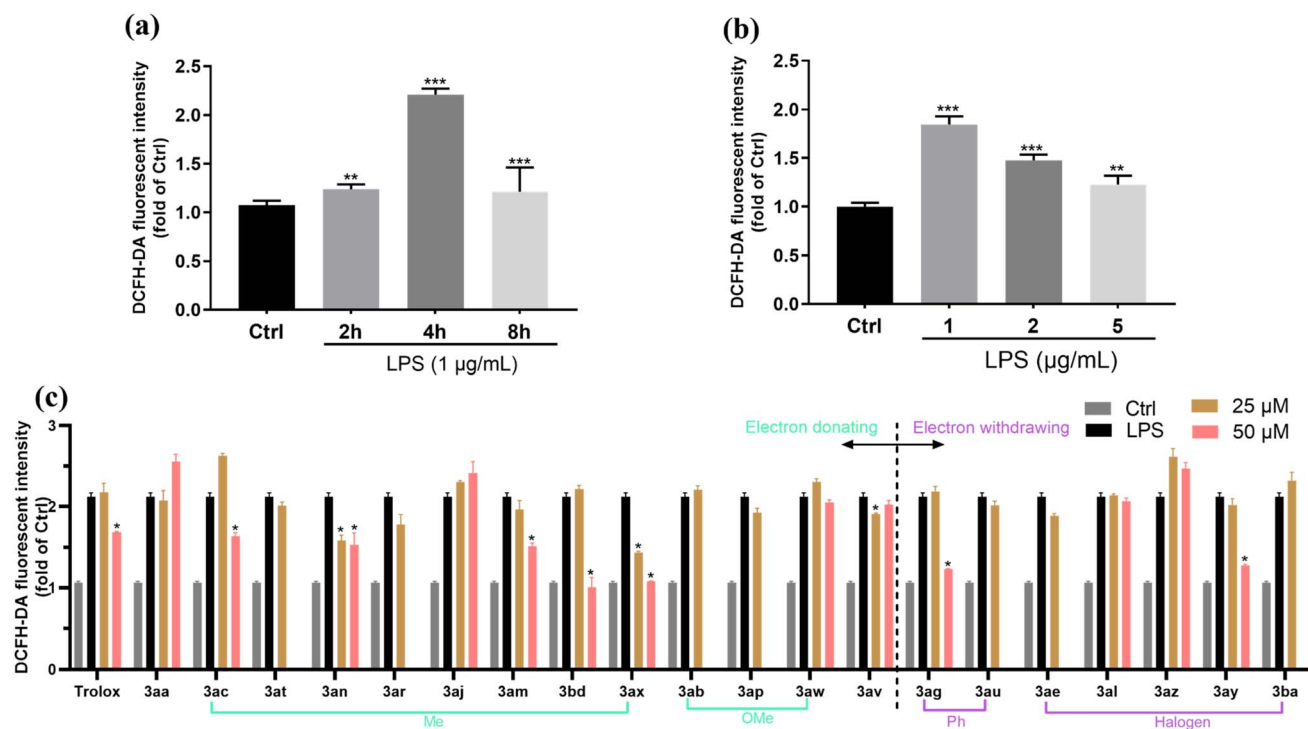 (a)
DCFH-DA fluorescent intensity
(fold of Ctrl)
2.5
2.0
1.5
1.0
0.5
0.0
***
**
***
Ctrl
2h
4h
8h
LPS (1 μg/mL)
(b)
DCFH-DA fluorescent intensity
(fold of Ctrl)
2.5
2.0
1.5
1.0
0.5
0.0
***
***
**
Ctrl
1
2
5
LPS (μg/mL)
(c)
DCFH-DA fluorescent intensity
(fold of Ctrl)
3
2
1
0
Electron donating
Electron withdrawing
Ctrl
25 μM
LPS
50 μM
*
*
* *
*
*
*
*
*
*
*
Trolox 3aa 3ac 3at 3an 3ar 3aj 3am 3bd 3ax 3ab 3ap 3aw 3av 3ag 3au 3ae 3al 3az 3ay 3ba
Me
OMe
Ph
Halogen